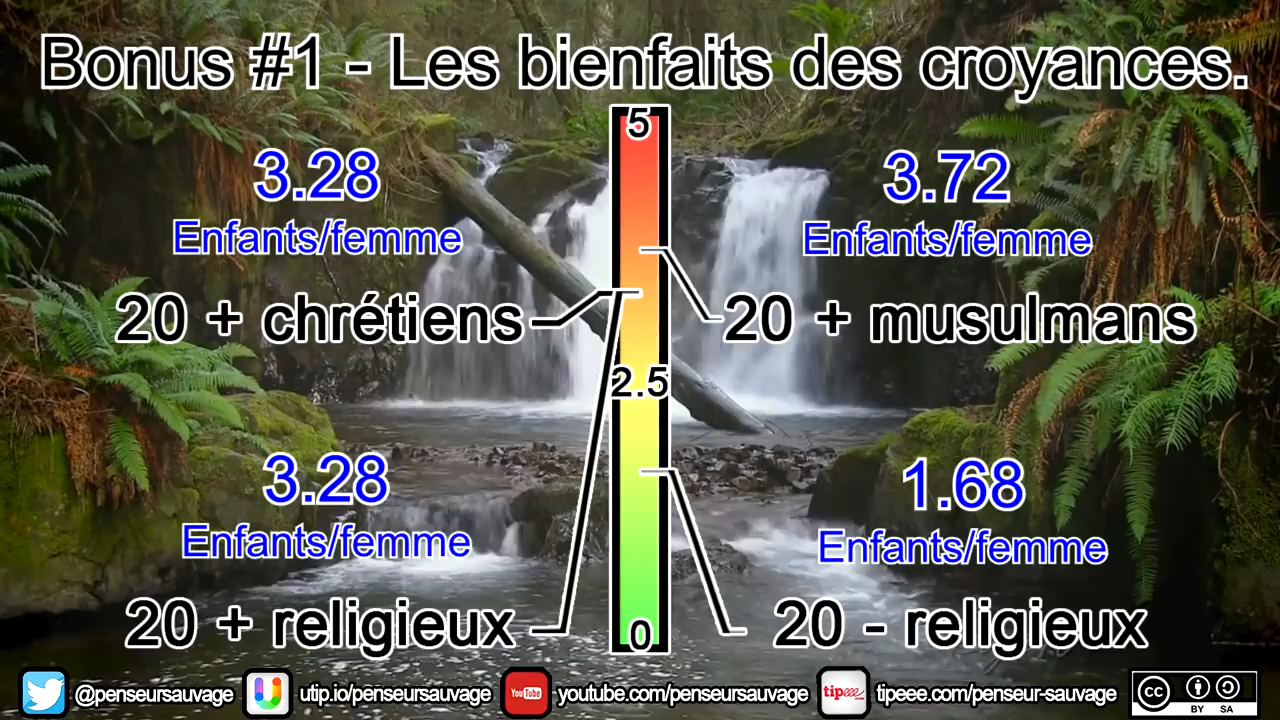 Bonus #1 - Les bienfaits des croyances.
5
3.28
Enfants/femme
20 + chrétiens
3.72
Enfants/femme
20 + musulmans
2.5
3.28
Enfants/femme
20 + religieux
1.68
Enfants/femme
20 - religieux
0
@penseursauvage
utip.io/penseursauvage
YouTube
youtube.com/penseursauvage
tipeee
tipeee.com/penseur-sauvage
cc
BY SA